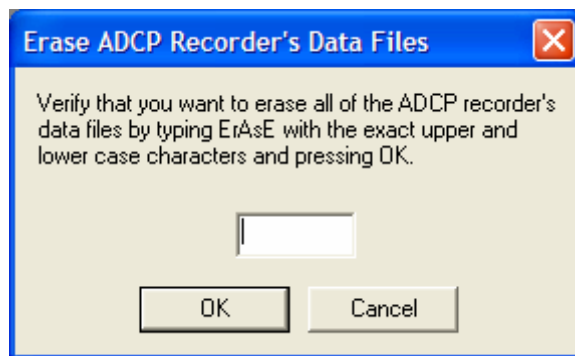 Erase ADCP Recorder's Data Files
Verify that you want to erase all of the ADCP recorder's
data files by typing ErAsE with the exact upper and
lower case characters and pressing OK.
OK Cancel